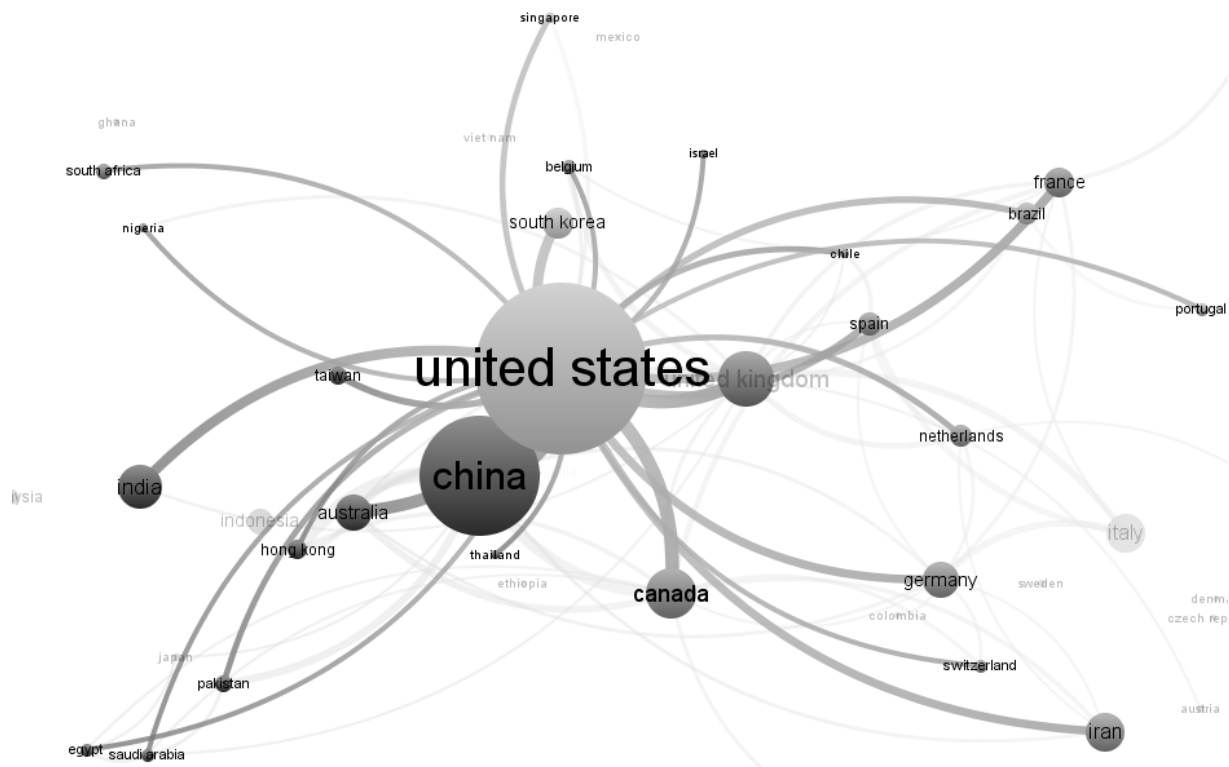 singapore
mexico
ghana
viet nam
israel
belgium
south africa
france
brazil
south korea
nigeria
chile
portugal
spain
united states
taiwan
united kingdom
netherlands
china
india
ysia
australia
indonesia
italy
hong kong
thailand
germany
ethiopia
sweden
canada
denma
colombia
czech rep
japan
switzerland
pakistan
austria
iran
egypt
saudi arabia